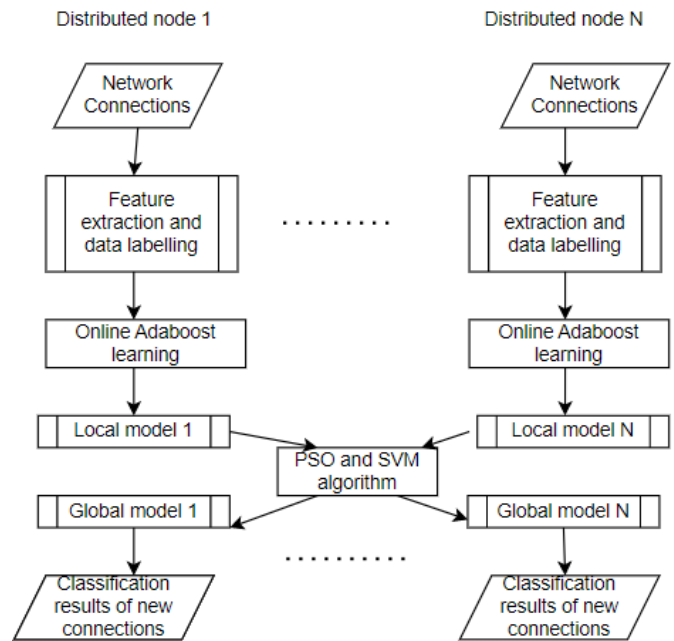 Distributed node 1
Distributed node N
Network
Connections
Network
Connections
Feature
extraction and
data labelling
.........
Feature
extraction and
data labelling
Online Adaboost
learning
Online Adaboost
learning
Local model 1
Local model N
PSO and SVM
algorithm
Global model 1
Global model N
..........
Classification
results of new
connections
Classification
results of new
connections